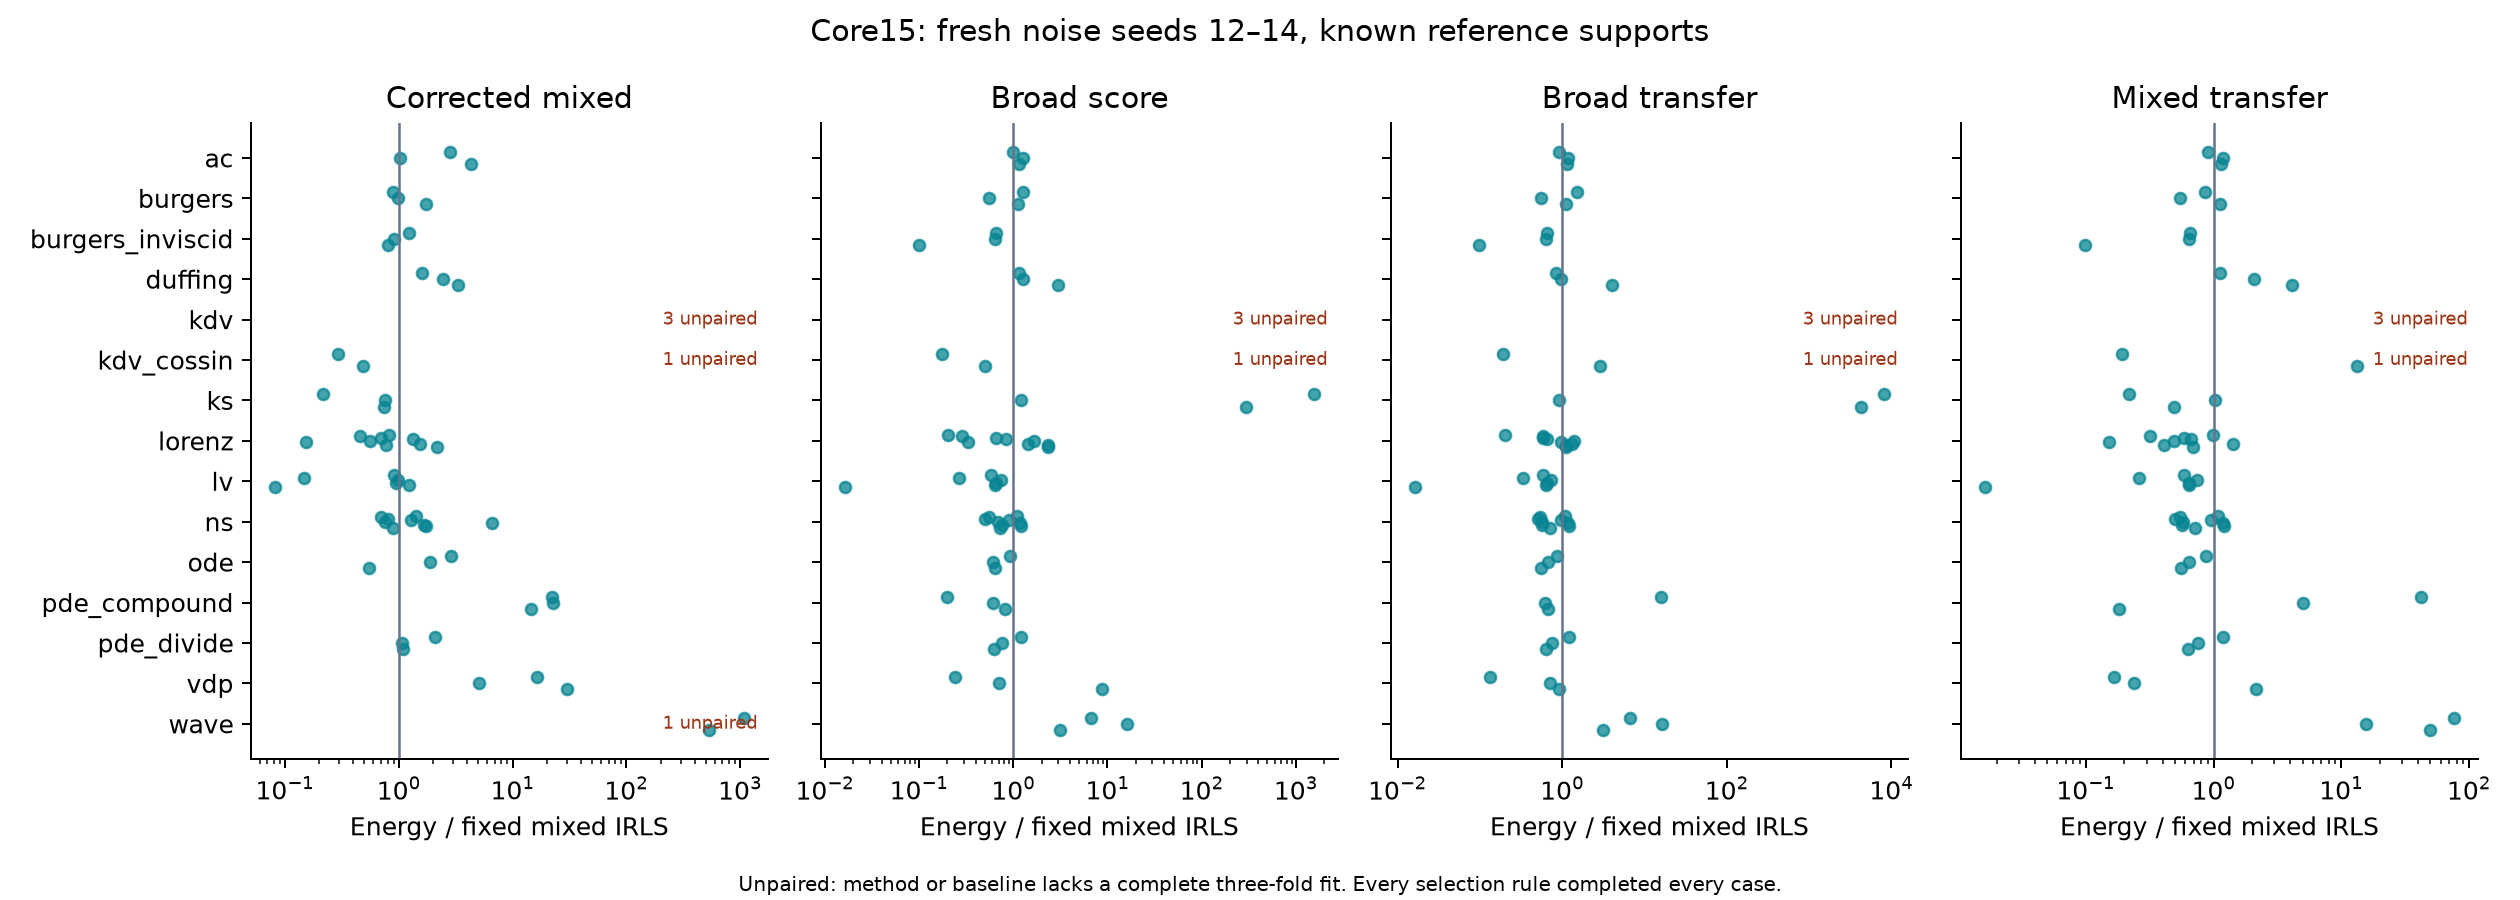 Core15: fresh noise seeds 12–14, known reference supports
Corrected mixed
Broad score
Broad transfer
Mixed transfer
ac
burgers
burgers_inviscid
duffing
kdv
kdv_cossin
ks
lorenz
lv
ns
ode
pde_compound
pde_divide
vdp
wave
3 unpaired
1 unpaired
1 unpaired
3 unpaired
1 unpaired
3 unpaired
1 unpaired
3 unpaired
1 unpaired
10⁻¹ 10⁰ 10¹ 10² 10³
10⁻² 10⁻¹ 10⁰ 10¹ 10² 10³
10⁻² 10⁰ 10² 10⁴
10⁻¹ 10⁰ 10¹ 10²
Energy / fixed mixed IRLS
Energy / fixed mixed IRLS
Energy / fixed mixed IRLS
Energy / fixed mixed IRLS
Unpaired: method or baseline lacks a complete three-fold fit. Every selection rule completed every case.